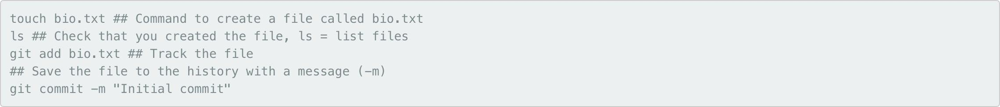 touch bio.txt ## Command to create a file called bio.txt
ls ## Check that you created the file, ls = list files
git add bio.txt ## Track the file
## Save the file to the history with a message (-m)
git commit -m "Initial commit"